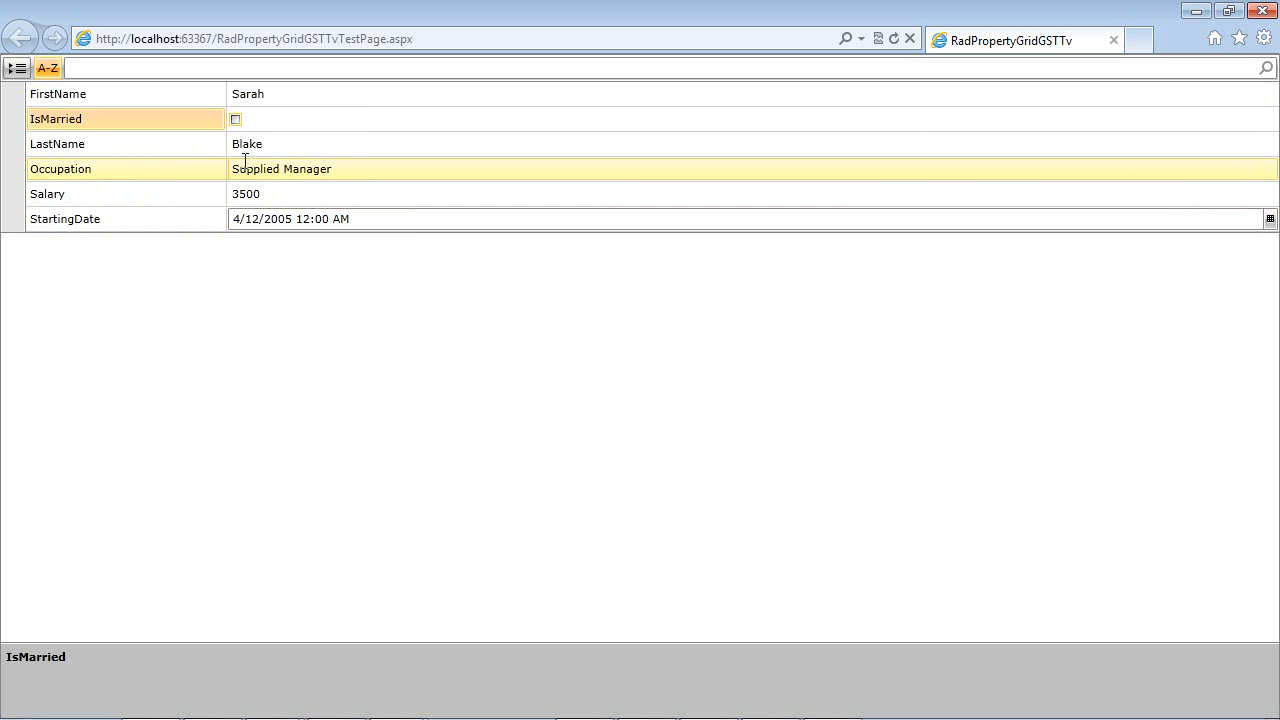 http://localhost:63367/RadPropertyGridGSTTvTestPage.aspx
RadPropertyGridGSTTv
A-Z
FirstName Sarah
IsMarried
LastName Blake
Occupation Supplied Manager
Salary 3500
StartingDate 4/12/2005 12:00 AM
IsMarried